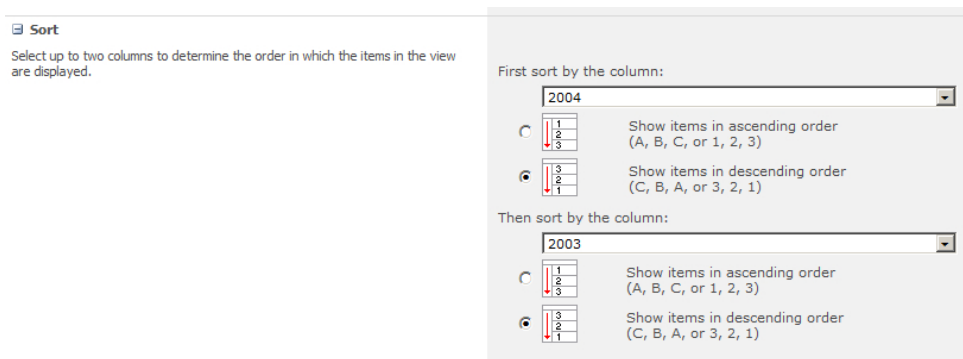 Sort
Select up to two columns to determine the order in which the items in the view
are displayed.
First sort by the column:
2004
1
2
3
Show items in ascending order
(A, B, C, or 1, 2, 3)
3
2
1
Show items in descending order
(C, B, A, or 3, 2, 1)
Then sort by the column:
2003
1
2
3
Show items in ascending order
(A, B, C, or 1, 2, 3)
3
2
1
Show items in descending order
(C, B, A, or 3, 2, 1)